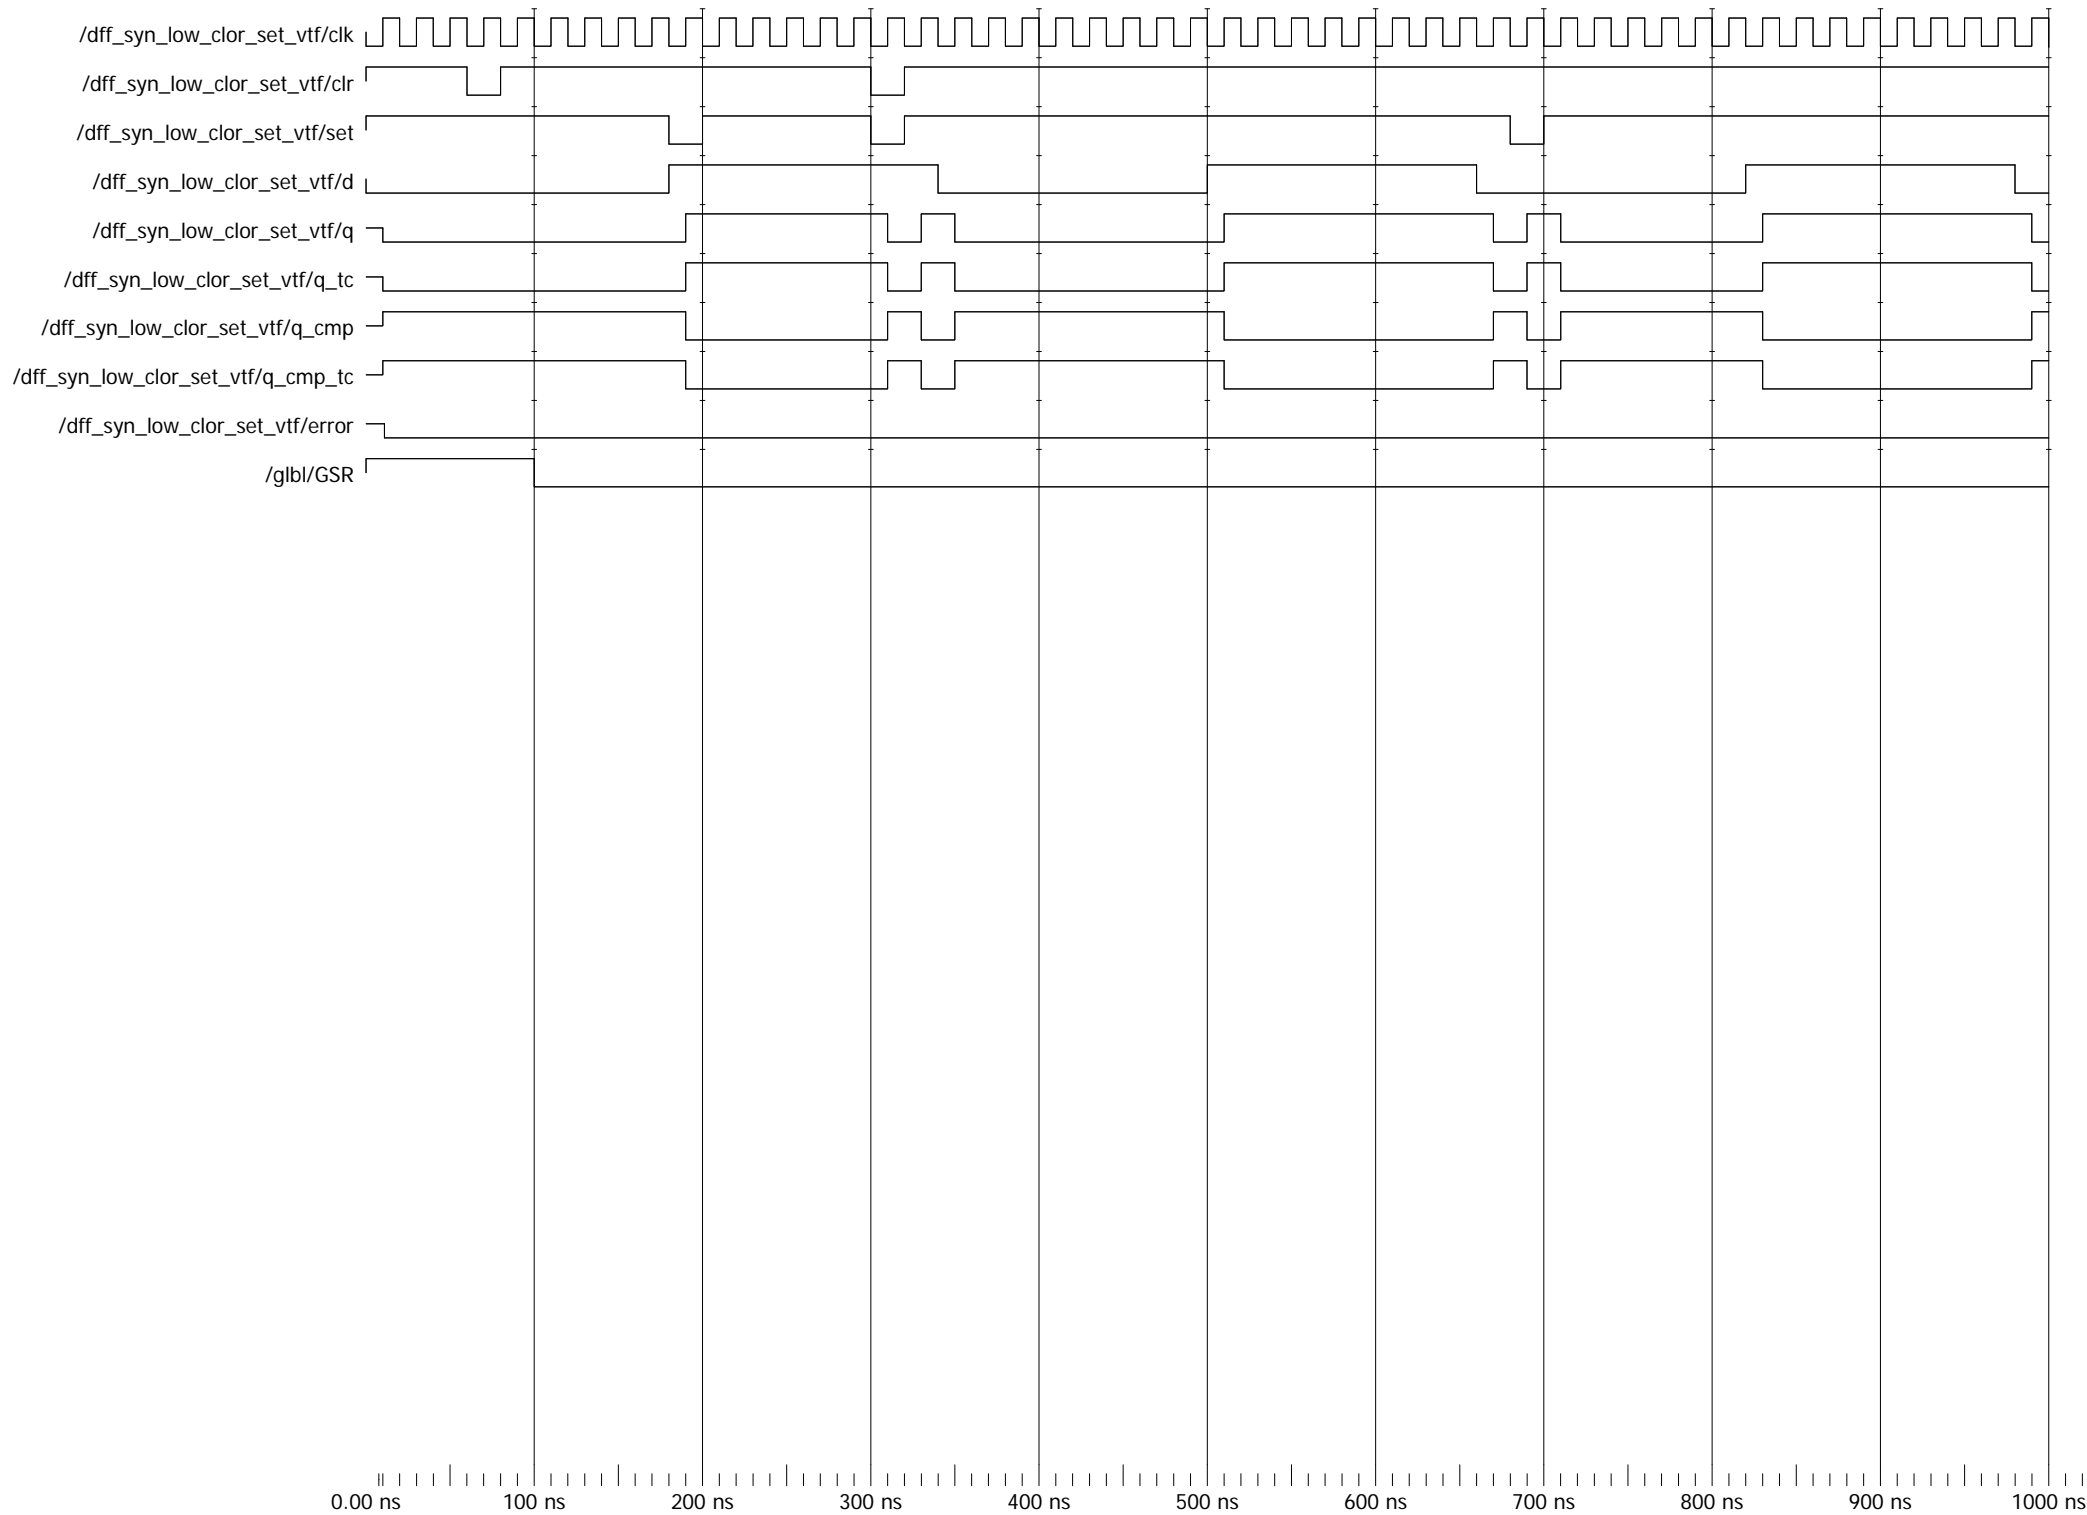 /dff_syn_low_clor_set_vtf/clk
/dff_syn_low_clor_set_vtf/clr
/dff_syn_low_clor_set_vtf/set
/dff_syn_low_clor_set_vtf/d
/dff_syn_low_clor_set_vtf/q
/dff_syn_low_clor_set_vtf/q_tc
/dff_syn_low_clor_set_vtf/q_cmp
/dff_syn_low_clor_set_vtf/q_cmp_tc
/dff_syn_low_clor_set_vtf/error
/glbl/GSR
0.00 ns 100 ns 200 ns 300 ns 400 ns 500 ns 600 ns 700 ns 800 ns 900 ns 1000 ns